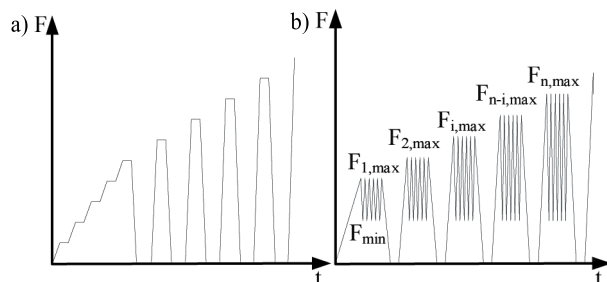 a) F
t
b) F
F1,max
F2,max
Fi,max
Fn-i,max
Fn,max
Fmin
t